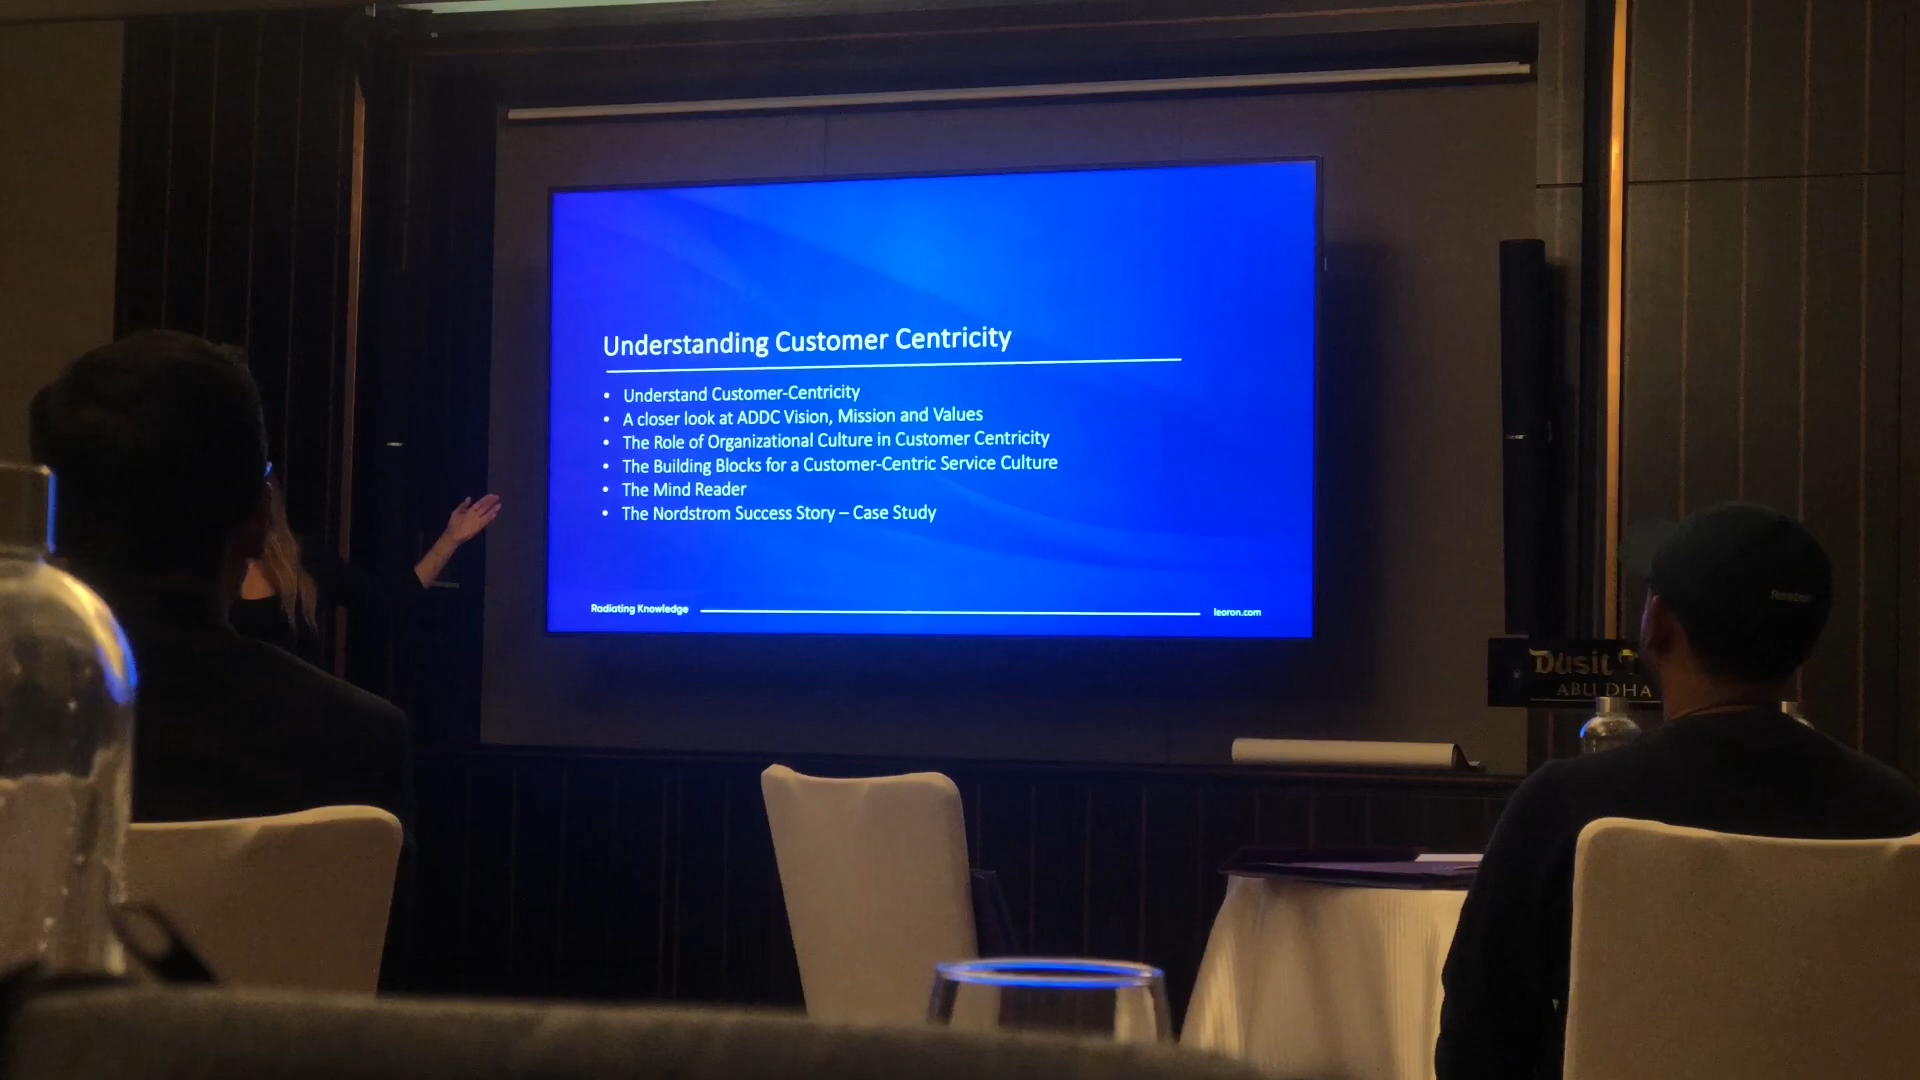 Understanding Customer Centricity
• Understand Customer-Centricity
• A closer look at ADDC Vision, Mission and Values
• The Role of Organizational Culture in Customer Centricity
• The Building Blocks for a Customer-Centric Service Culture
• The Mind Reader
• The Nordstrom Success Story – Case Study
Radiating Knowledge
leoron.com
Reebok
Dusit T
ABU DHA